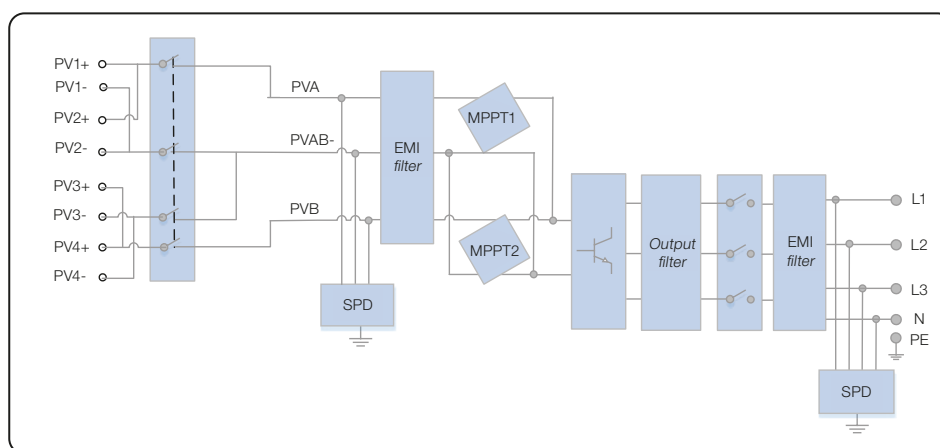 PV1+
PV1-
PV2+
PV2-
PV3+
PV3-
PV4+
PV4-
PVA
PVAB-
PVB
SPD
EMI
filter
MPPT1
MPPT2
Output
filter
EMI
filter
L1
L2
L3
N
PE
SPD